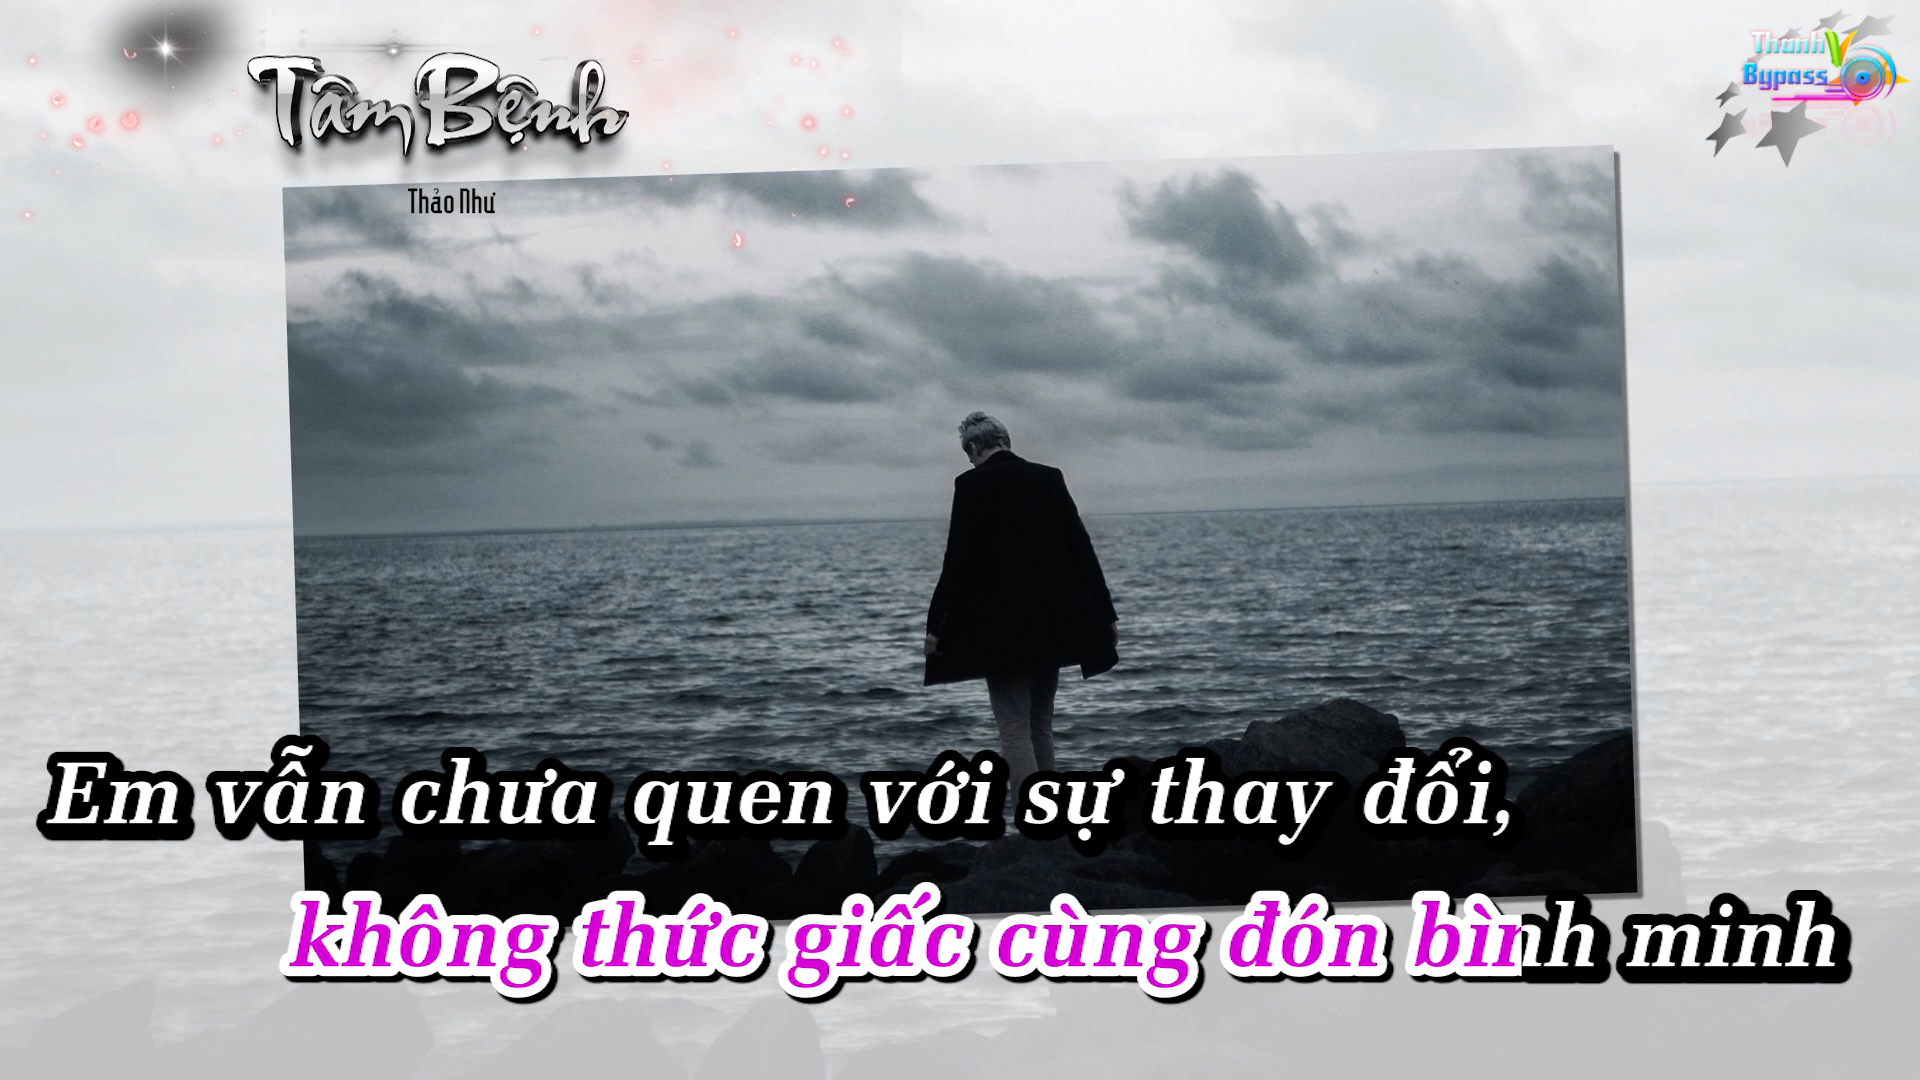 Tâm Bệnh
Thanh V
Bypass
Thảo Như
Em vẫn chưa quen với sự thay đổi,
không thức giấc cùng đón bình minh